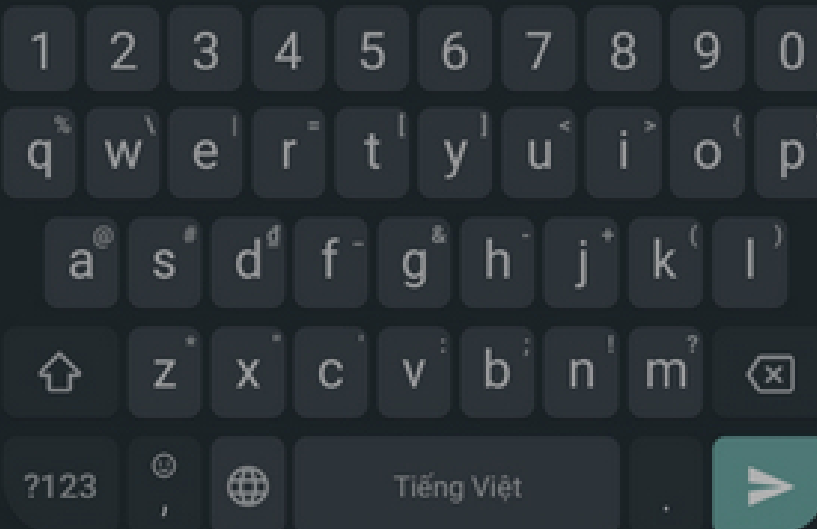 1 2 3 4 5 6 7 8 9 0
q % w \ e | r = t [ y ] u < i > o { p
a @ s # d đ f _ g & h - j + k ( l )
z * x " c ' v : b ; n ! m ?
?123 , Tiếng Việt .